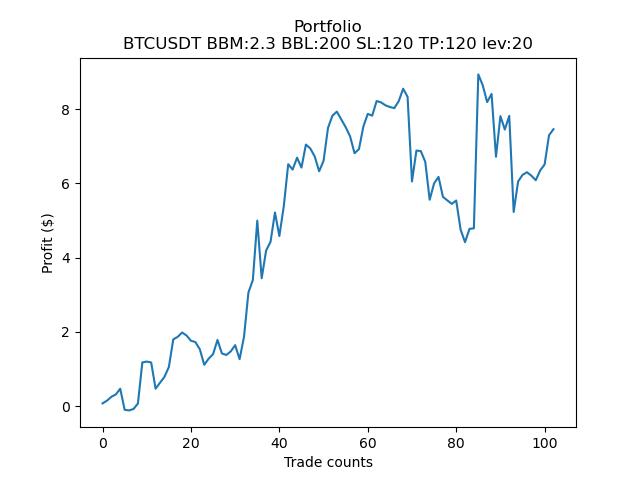 Portfolio
BTCUSDT BBM:2.3 BBL:200 SL:120 TP:120 lev:20
Profit ($)
8
6
4
2
0
0 20 40 60 80 100
Trade counts